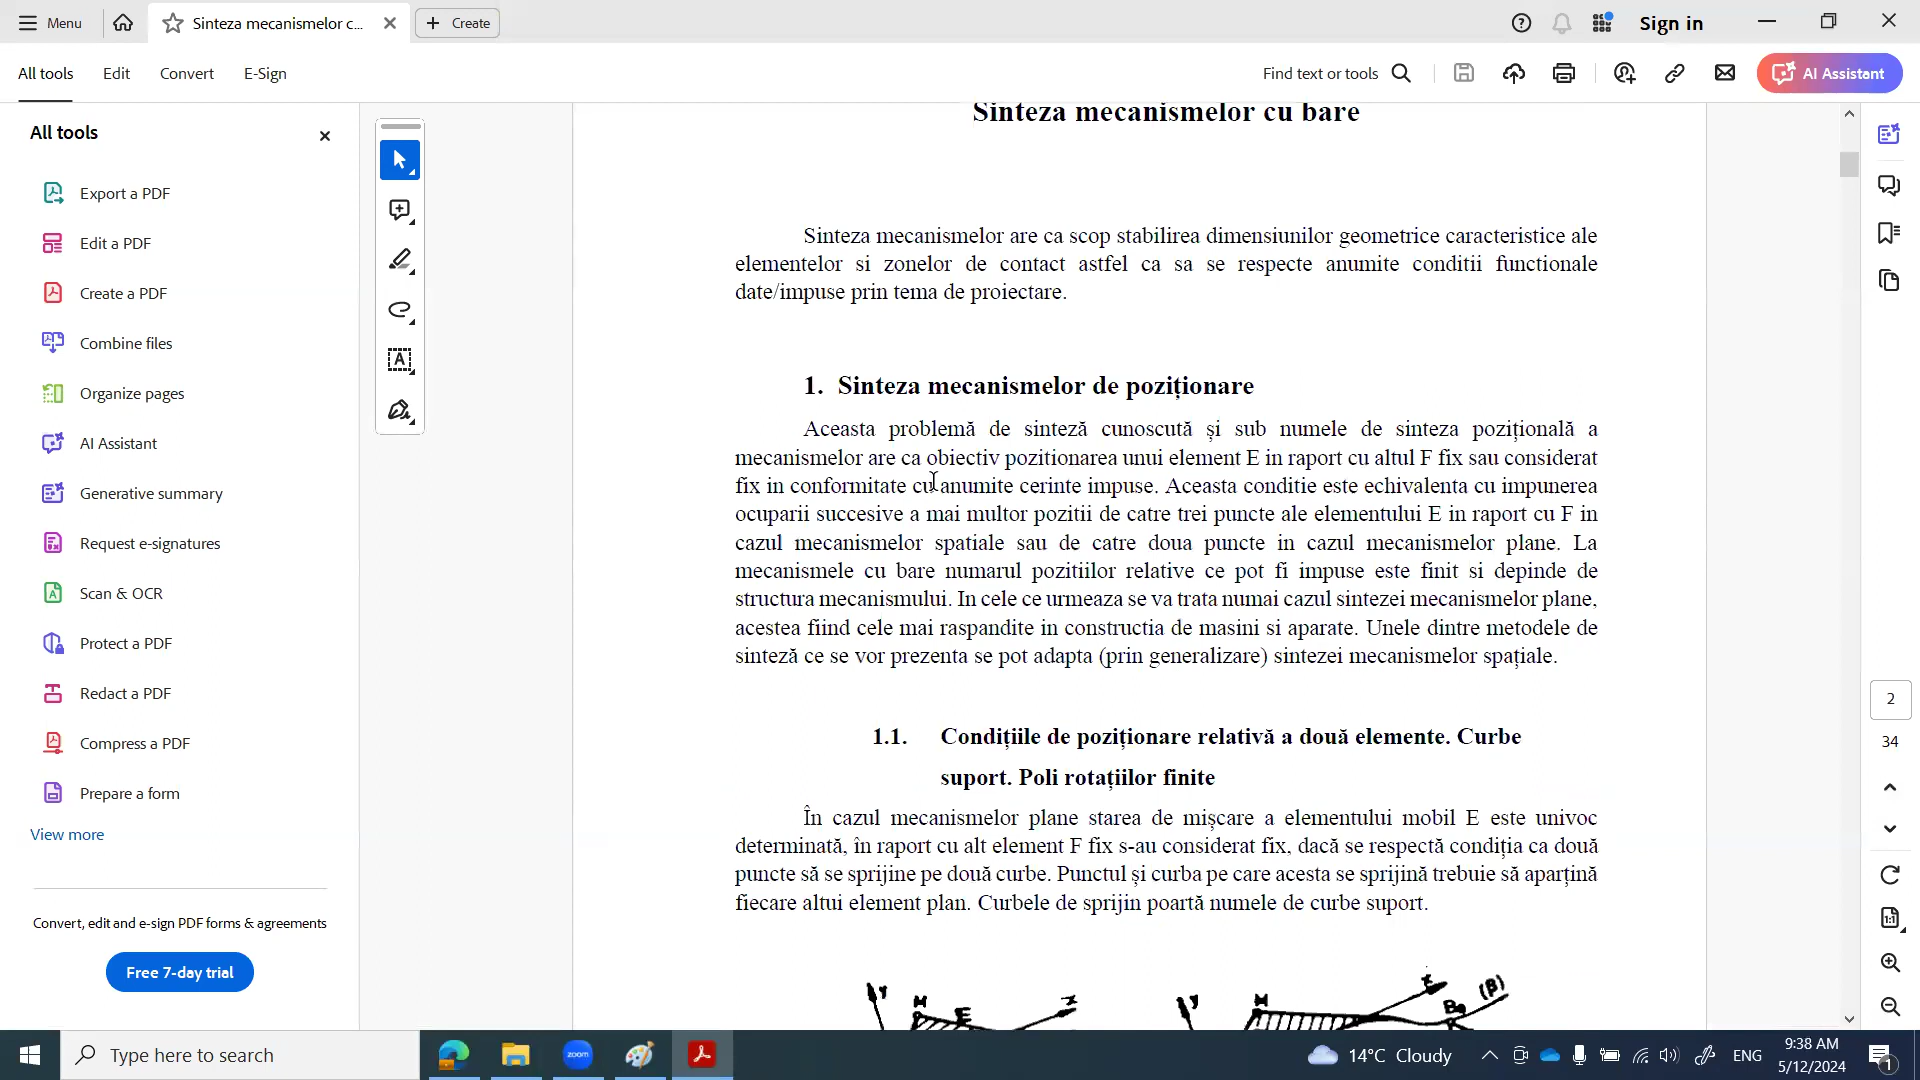 Menu
Sinteza mecanismelor c...
Create
Sign in
All tools
Edit
Convert
E-Sign
Find text or tools
AI Assistant
All tools
Export a PDF
Edit a PDF
Create a PDF
Combine files
Organize pages
AI Assistant
Generative summary
Request e-signatures
Scan & OCR
Protect a PDF
Redact a PDF
Compress a PDF
Prepare a form
View more
Convert, edit and e-sign PDF forms & agreements
Free 7-day trial
Sinteza mecanismelor cu bare
Sinteza mecanismelor are ca scop stabilirea dimensiunilor geometrice caracteristice ale
elementelor si zonelor de contact astfel ca sa se respecte anumite conditii functionale
date/impuse prin tema de proiectare.
1. Sinteza mecanismelor de poziționare
Aceasta problemă de sinteză cunoscută și sub numele de sinteza pozițională a
mecanismelor are ca obiectiv pozitionarea unui element E in raport cu altul F fix sau considerat
fix in conformitate cu anumite cerinte impuse. Aceasta conditie este echivalenta cu impunerea
ocuparii succesive a mai multor pozitii de catre trei puncte ale elementului E in raport cu F in
cazul mecanismelor spatiale sau de catre doua puncte in cazul mecanismelor plane. La
mecanismele cu bare numarul pozitiilor relative ce pot fi impuse este finit si depinde de
structura mecanismului. In cele ce urmeaza se va trata numai cazul sintezei mecanismelor plane,
acestea fiind cele mai raspandite in constructia de masini si aparate. Unele dintre metodele de
sinteză ce se vor prezenta se pot adapta (prin generalizare) sintezei mecanismelor spațiale.
1.1. Condițiile de poziționare relativă a două elemente. Curbe
suport. Poli rotațiilor finite
În cazul mecanismelor plane starea de mișcare a elementului mobil E este univoc
determinată, în raport cu alt element F fix s-au considerat fix, dacă se respectă condiția ca două
puncte să se sprijine pe două curbe. Punctul și curba pe care acesta se sprijină trebuie să aparțină
fiecare altui element plan. Curbele de sprijin poartă numele de curbe suport.
y M E x
y M B₀ (β)
2
34
1:1
Type here to search
zoom
14°C Cloudy
ENG
9:38 AM
5/12/2024
1